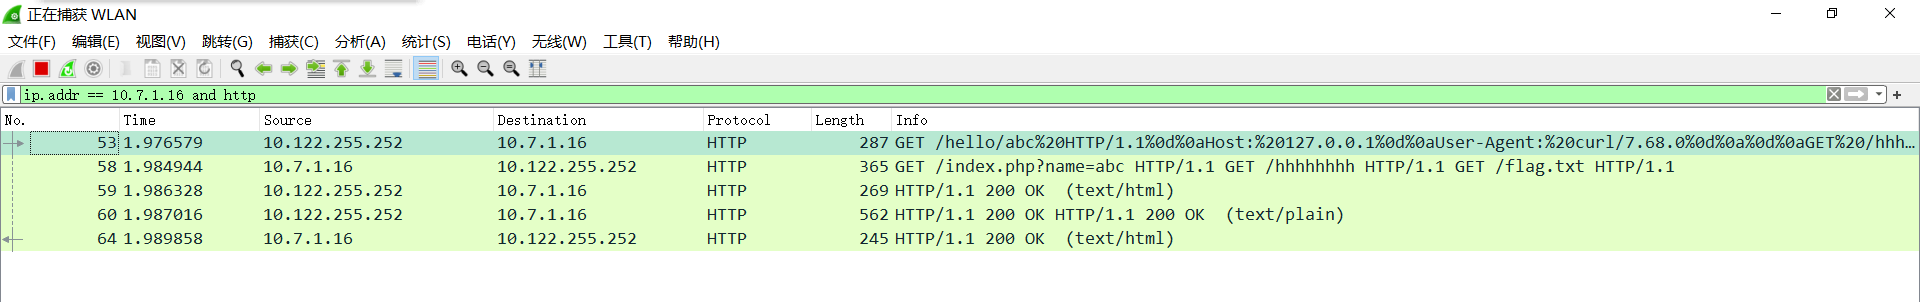 正在捕获 WLAN
文件(F) 编辑(E) 视图(V) 跳转(G) 捕获(C) 分析(A) 统计(S) 电话(Y) 无线(W) 工具(T) 帮助(H)
ip.addr == 10.7.1.16 and http
No. Time Source Destination Protocol Length Info
53 1.976579 10.122.255.252 10.7.1.16 HTTP 287 GET /hello/abc%20HTTP/1.1%0d%0aHost:%20127.0.0.1%0d%0aUser-Agent:%20curl/7.68.0%0d%0a%0d%0aGET%20/hhh…
58 1.984944 10.7.1.16 10.122.255.252 HTTP 365 GET /index.php?name=abc HTTP/1.1 GET /hhhhhhhh HTTP/1.1 GET /flag.txt HTTP/1.1
59 1.986328 10.122.255.252 10.7.1.16 HTTP 269 HTTP/1.1 200 OK (text/html)
60 1.987016 10.122.255.252 10.7.1.16 HTTP 562 HTTP/1.1 200 OK HTTP/1.1 200 OK (text/plain)
64 1.989858 10.7.1.16 10.122.255.252 HTTP 245 HTTP/1.1 200 OK (text/html)